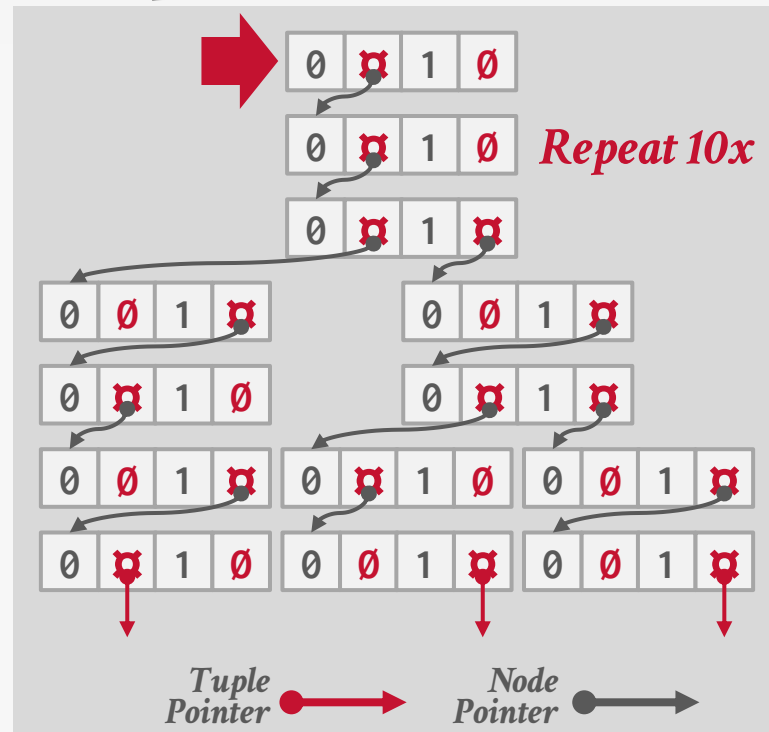 0 ¤ 1 Ø
0 ¤ 1 Ø
Repeat 10x
0 ¤ 1 ¤
0 Ø 1 ¤ 0 Ø 1 ¤
0 ¤ 1 Ø 0 ¤ 1 ¤
0 Ø 1 ¤ 0 ¤ 1 Ø 0 Ø 1 ¤
0 ¤ 1 Ø 0 Ø 1 ¤ 0 Ø 1 ¤
Tuple
Pointer
Node
Pointer